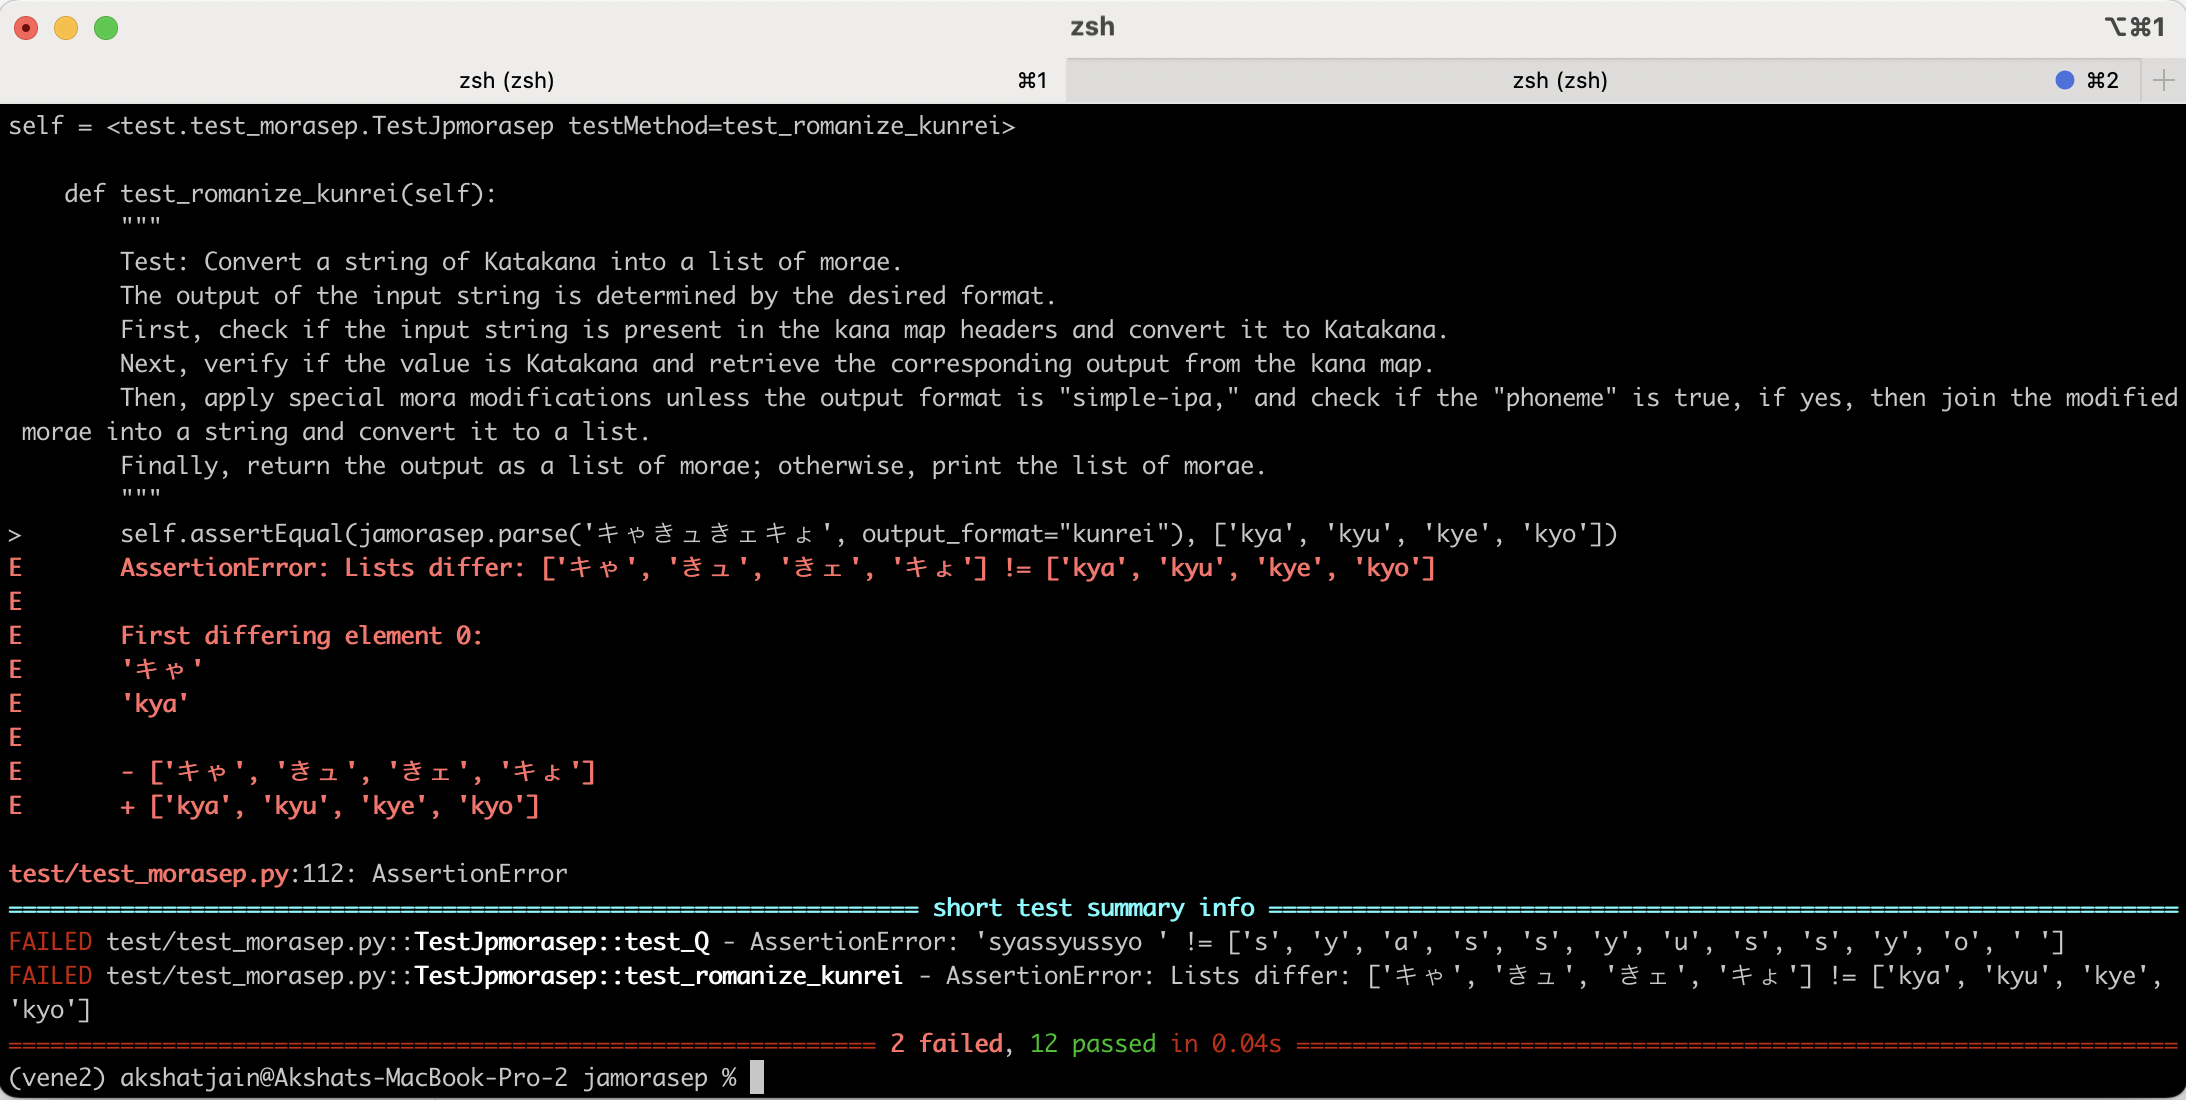 zsh
⌥⌘1
zsh (zsh) ⌘1
zsh (zsh) ⌘2
self = <test.test_morasep.TestJpmorasep testMethod=test_romanize_kunrei>
def test_romanize_kunrei(self):
"""
Test: Convert a string of Katakana into a list of morae.
The output of the input string is determined by the desired format.
First, check if the input string is present in the kana map headers and convert it to Katakana.
Next, verify if the value is Katakana and retrieve the corresponding output from the kana map.
Then, apply special mora modifications unless the output format is "simple-ipa," and check if the "phoneme" is true, if yes, then join the modified
morae into a string and convert it to a list.
Finally, return the output as a list of morae; otherwise, print the list of morae.
"""
> self.assertEqual(jamorasep.parse('キゃきュきェキょ', output_format="kunrei"), ['kya', 'kyu', 'kye', 'kyo'])
E AssertionError: Lists differ: ['キゃ', 'きュ', 'きェ', 'キょ'] != ['kya', 'kyu', 'kye', 'kyo']
E
E First differing element 0:
E 'キゃ'
E 'kya'
E
E - ['キゃ', 'きュ', 'きェ', 'キょ']
E + ['kya', 'kyu', 'kye', 'kyo']
test/test_morasep.py:112: AssertionError
short test summary info
FAILED test/test_morasep.py::TestJpmorasep::test_Q - AssertionError: 'syassyussyo ' != ['s', 'y', 'a', 's', 's', 'y', 'u', 's', 's', 'y', 'o', ' ']
FAILED test/test_morasep.py::TestJpmorasep::test_romanize_kunrei - AssertionError: Lists differ: ['キゃ', 'きュ', 'きェ', 'キょ'] != ['kya', 'kyu', 'kye',
'kyo']
2 failed, 12 passed in 0.04s
(vene2) akshatjain@Akshats-MacBook-Pro-2 jamorasep %